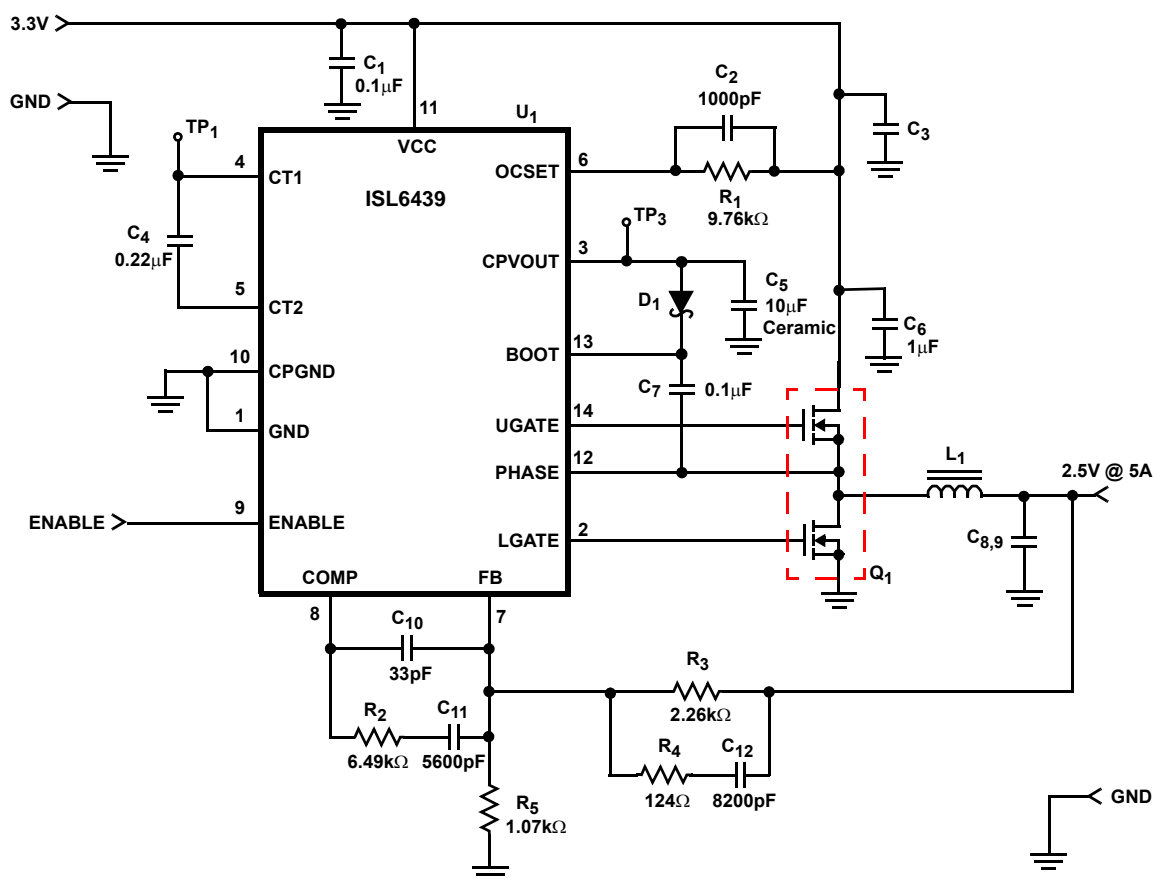 3.3V
C1
0.1μF
GND
TP1
11
U1
C2
1000pF
C3
VCC
4
CT1
OCSET
6
ISL6439
R1
9.76kΩ
TP3
C4
0.22μF
CPVOUT
3
D1
C5
10μF
Ceramic
5
CT2
C6
1μF
BOOT
13
10
CPGND
C7
0.1μF
1
GND
UGATE
14
PHASE
12
L1
2.5V @ 5A
ENABLE
9
ENABLE
LGATE
2
C8,9
COMP
FB
Q1
8
7
C10
33pF
R3
2.26kΩ
R2
6.49kΩ
C11
5600pF
R4
124Ω
C12
8200pF
R5
1.07kΩ
GND